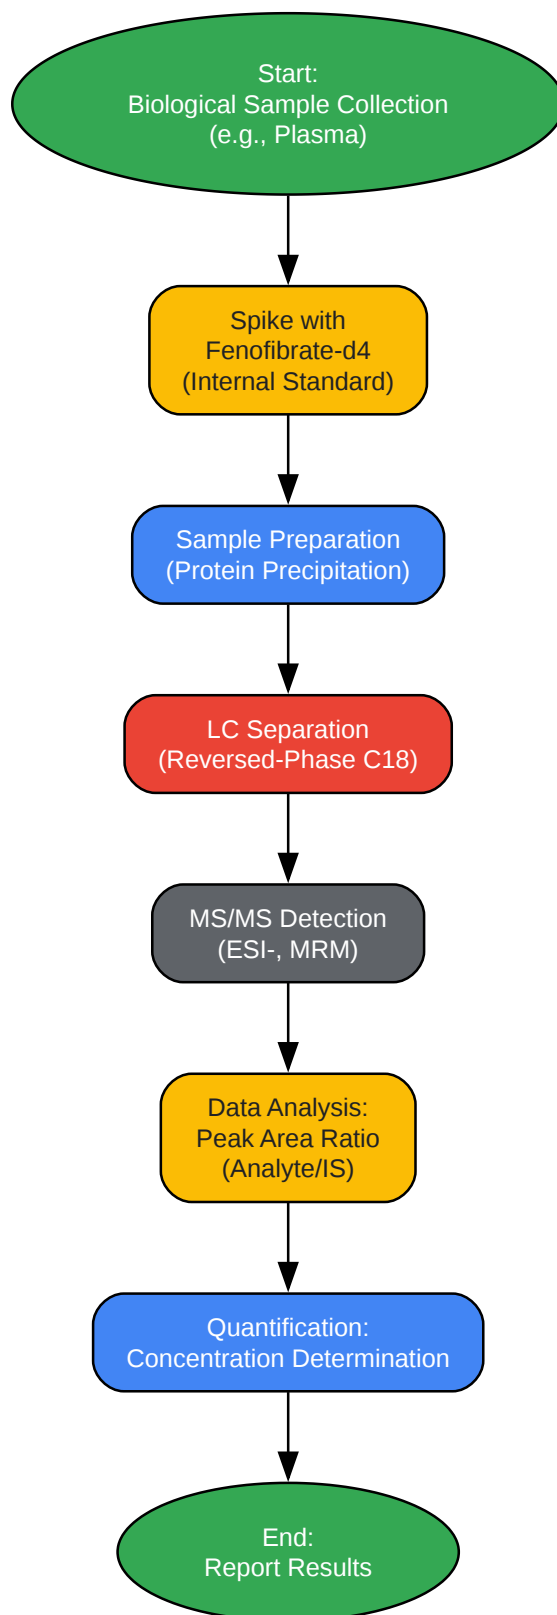 Start:
Biological Sample Collection
(e.g., Plasma)
Spike with
Fenofibrate-d4
(Internal Standard)
Sample Preparation
(Protein Precipitation)
LC Separation
(Reversed-Phase C18)
MS/MS Detection
(ESI-, MRM)
Data Analysis:
Peak Area Ratio
(Analyte/IS)
Quantification:
Concentration Determination
End:
Report Results